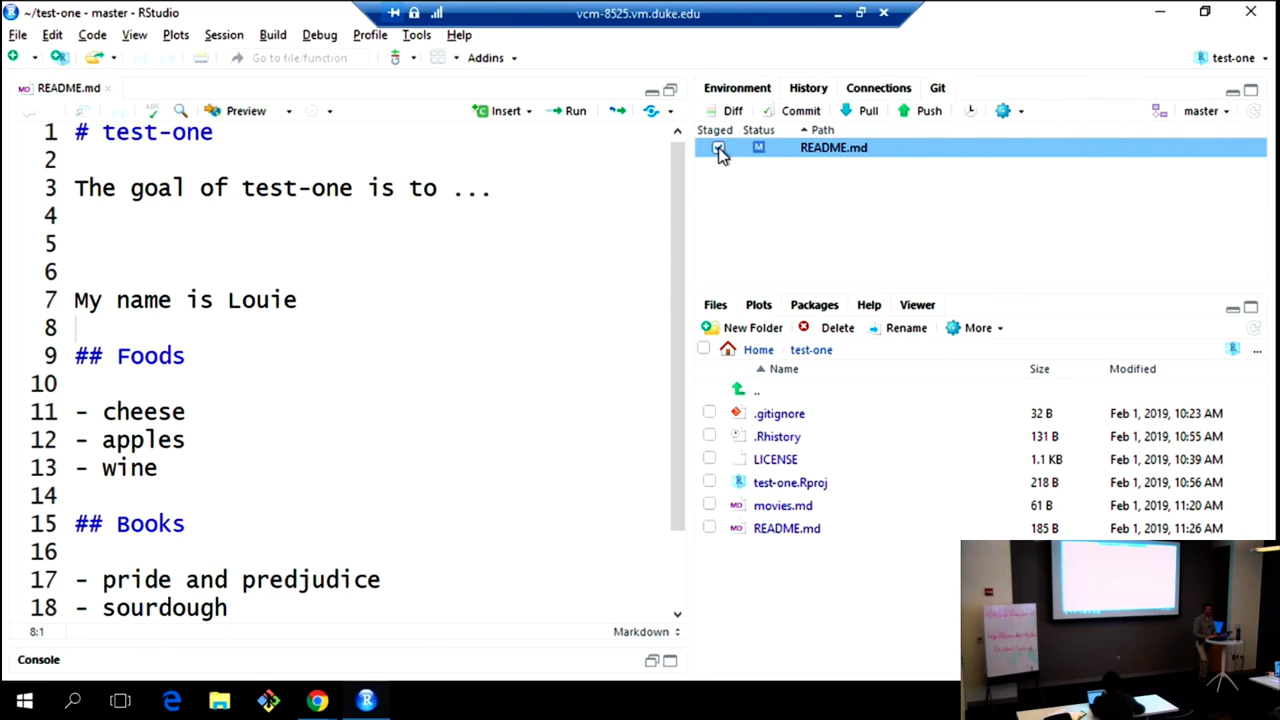 ~/test-one - master - RStudio
vcm-8525.vm.duke.edu
File Edit Code View Plots Session Build Debug Profile Tools Help
Go to file/function
Addins
test-one
README.md
Preview
Insert
Run
1 # test-one
2
3 The goal of test-one is to ...
4
5
6
7 My name is Louie
8
9 ## Foods
10
11 - cheese
12 - apples
13 - wine
14
15 ## Books
16
17 - pride and predjudice
18 - sourdough
8:1
Markdown
Console
Environment History Connections Git
Diff Commit Pull Push master
Staged Status Path
M README.md
Files Plots Packages Help Viewer
New Folder Delete Rename More
Home test-one
Name Size Modified
..
.gitignore 32 B Feb 1, 2019, 10:23 AM
.Rhistory 131 B Feb 1, 2019, 10:55 AM
LICENSE 1.1 KB Feb 1, 2019, 10:39 AM
test-one.Rproj 218 B Feb 1, 2019, 10:56 AM
MD movies.md 61 B Feb 1, 2019, 11:20 AM
MD README.md 185 B Feb 1, 2019, 11:26 AM